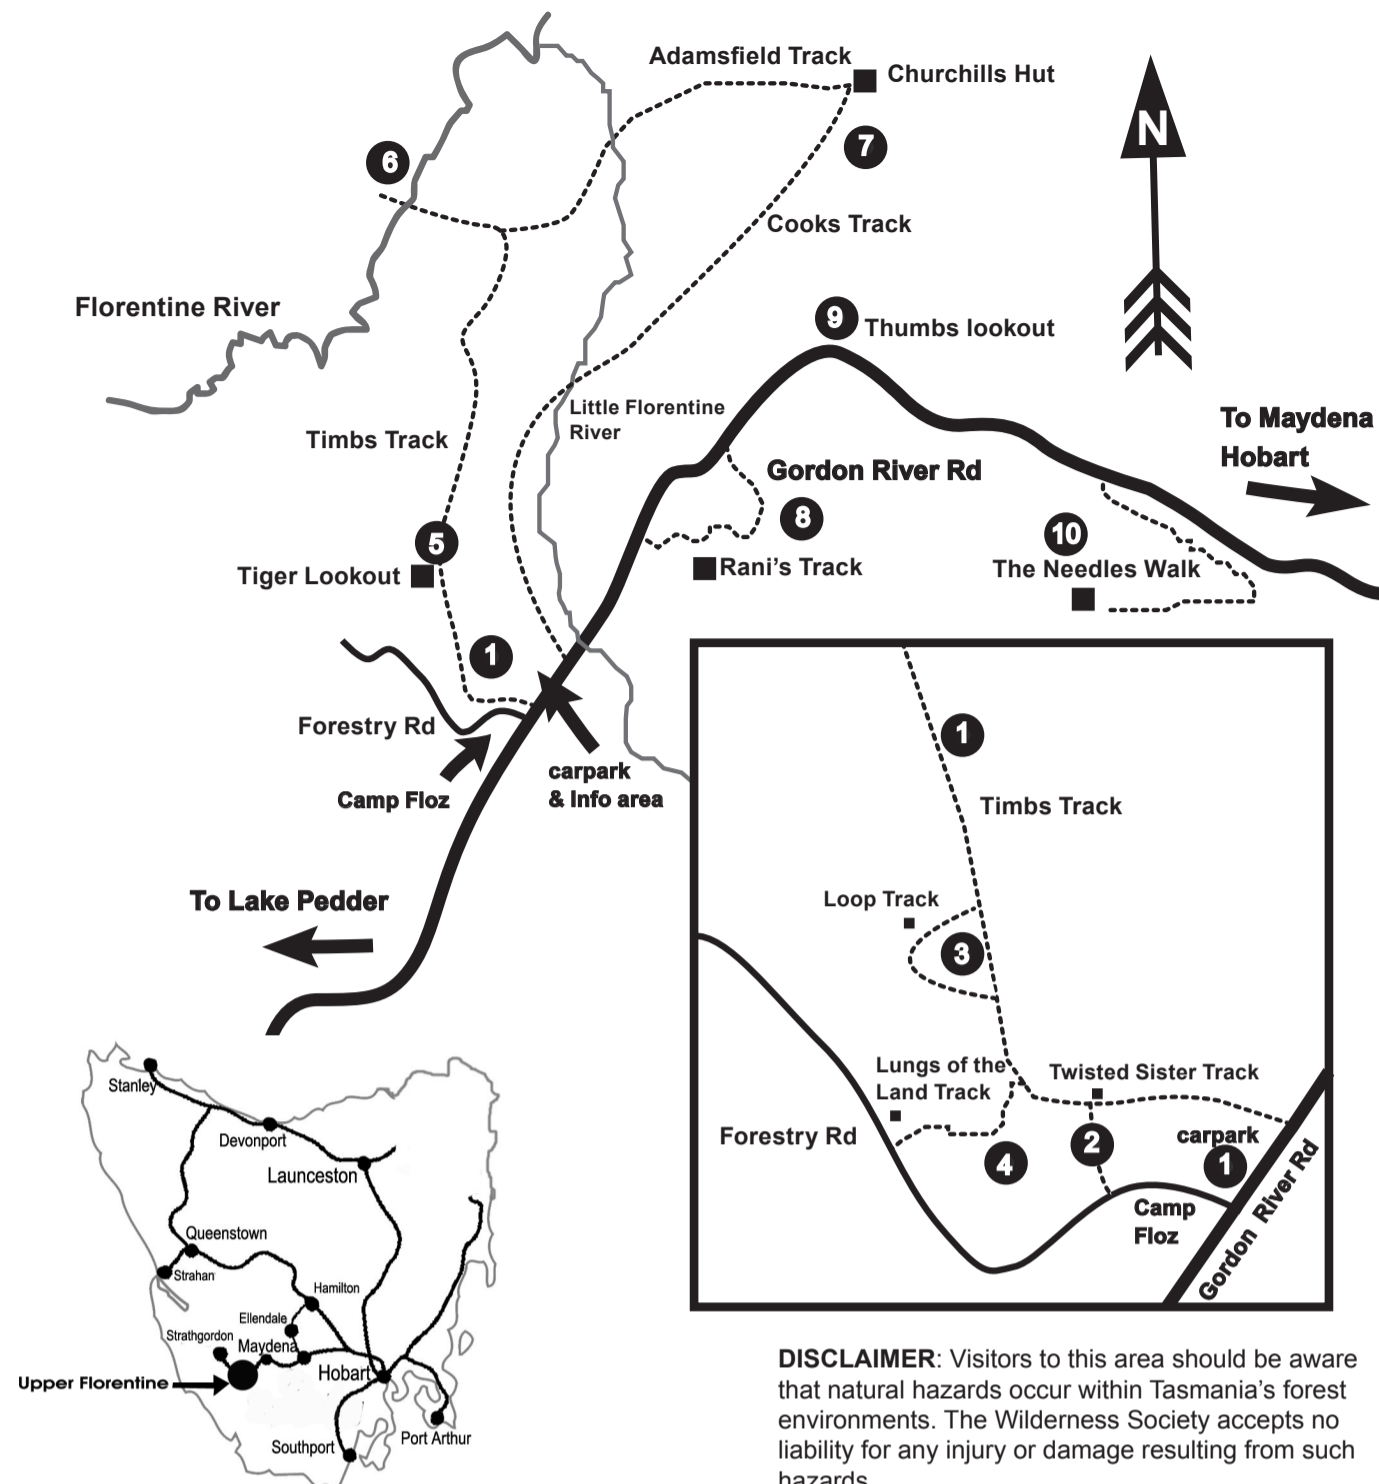 Adamsfield Track
Churchills Hut
N
6
7
Cooks Track
Florentine River
9
Thumbs lookout
Little Florentine
River
To Maydena
Hobart
Timbs Track
Gordon River Rd
8
5
10
Tiger Lookout
Rani's Track
The Needles Walk
1
Forestry Rd
carpark
& Info area
Camp Floz
To Lake Pedder
1
Timbs Track
Loop Track
3
Lungs of the
Land Track
Twisted Sister Track
Forestry Rd
4
2
carpark
1
Camp
Floz
Gordon River Rd
Stanley
Devonport
Launceston
Queenstown
Strahan
Hamilton
Ellendale
Strathgordon
Maydena
Hobart
Upper Florentine
Southport
Port Arthur
DISCLAIMER: Visitors to this area should be aware
that natural hazards occur within Tasmania's forest
environments. The Wilderness Society accepts no
liability for any injury or damage resulting from such
hazards